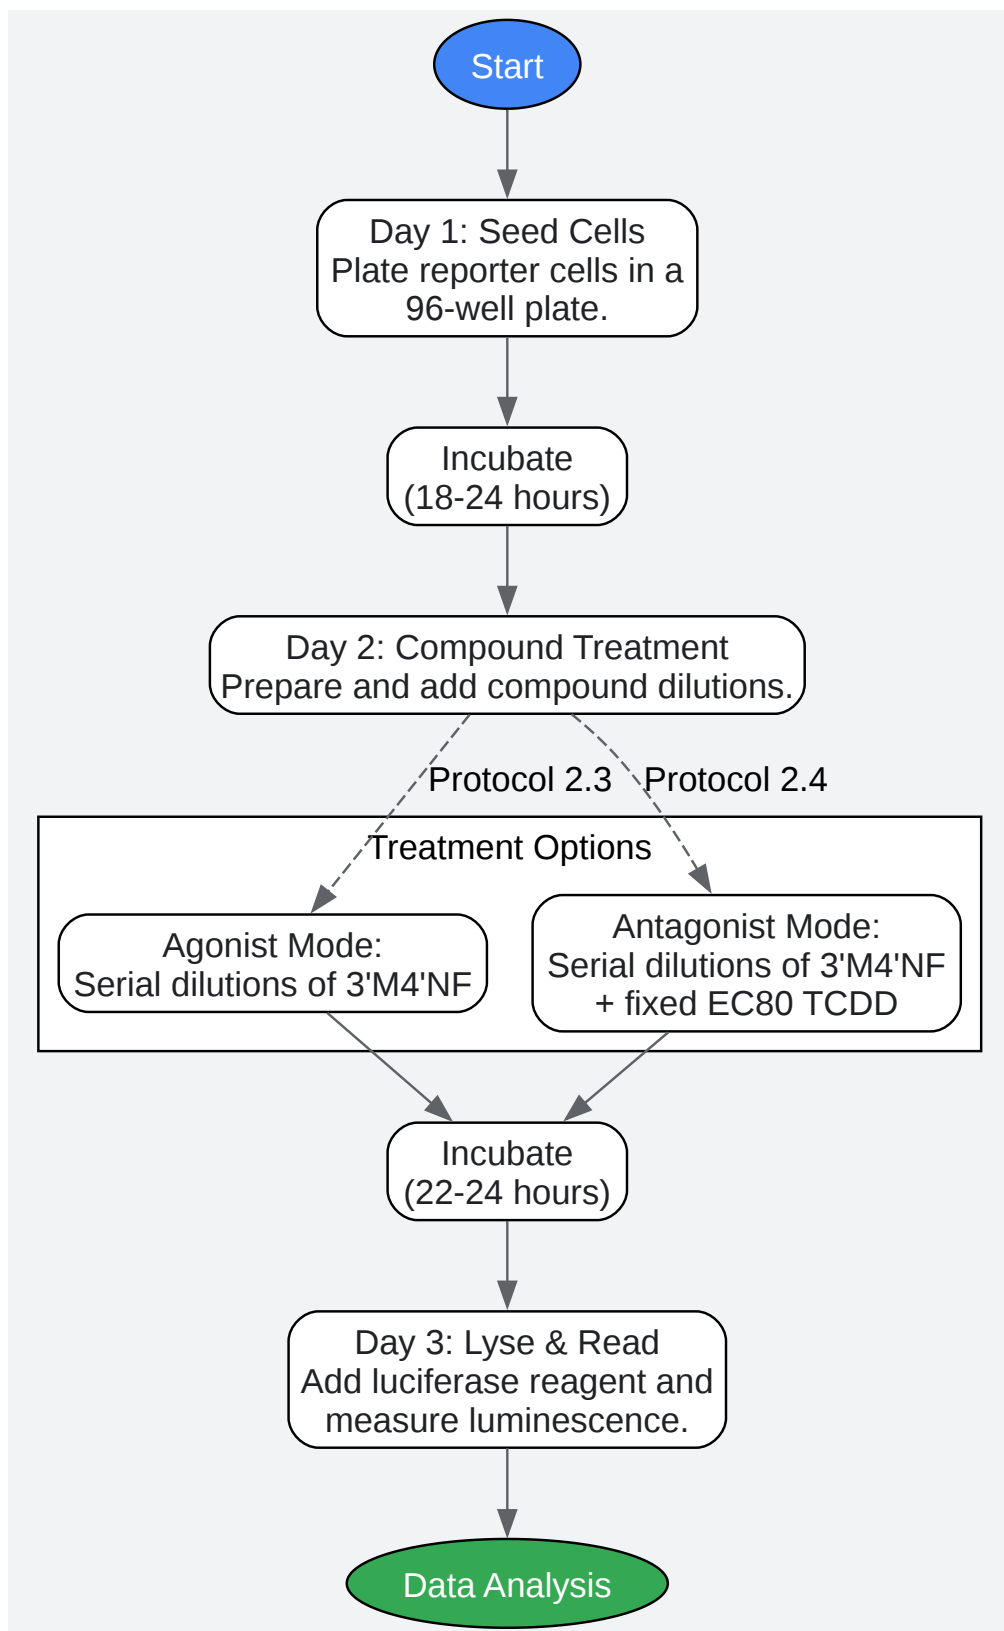 Start
Day 1: Seed Cells
Plate reporter cells in a
96-well plate.
Incubate
(18-24 hours)
Day 2: Compound Treatment
Prepare and add compound dilutions.
Protocol 2.3
Protocol 2.4
Treatment Options
Agonist Mode:
Serial dilutions of 3'M4'NF
Antagonist Mode:
Serial dilutions of 3'M4'NF
+ fixed EC80 TCDD
Incubate
(22-24 hours)
Day 3: Lyse & Read
Add luciferase reagent and
measure luminescence.
Data Analysis